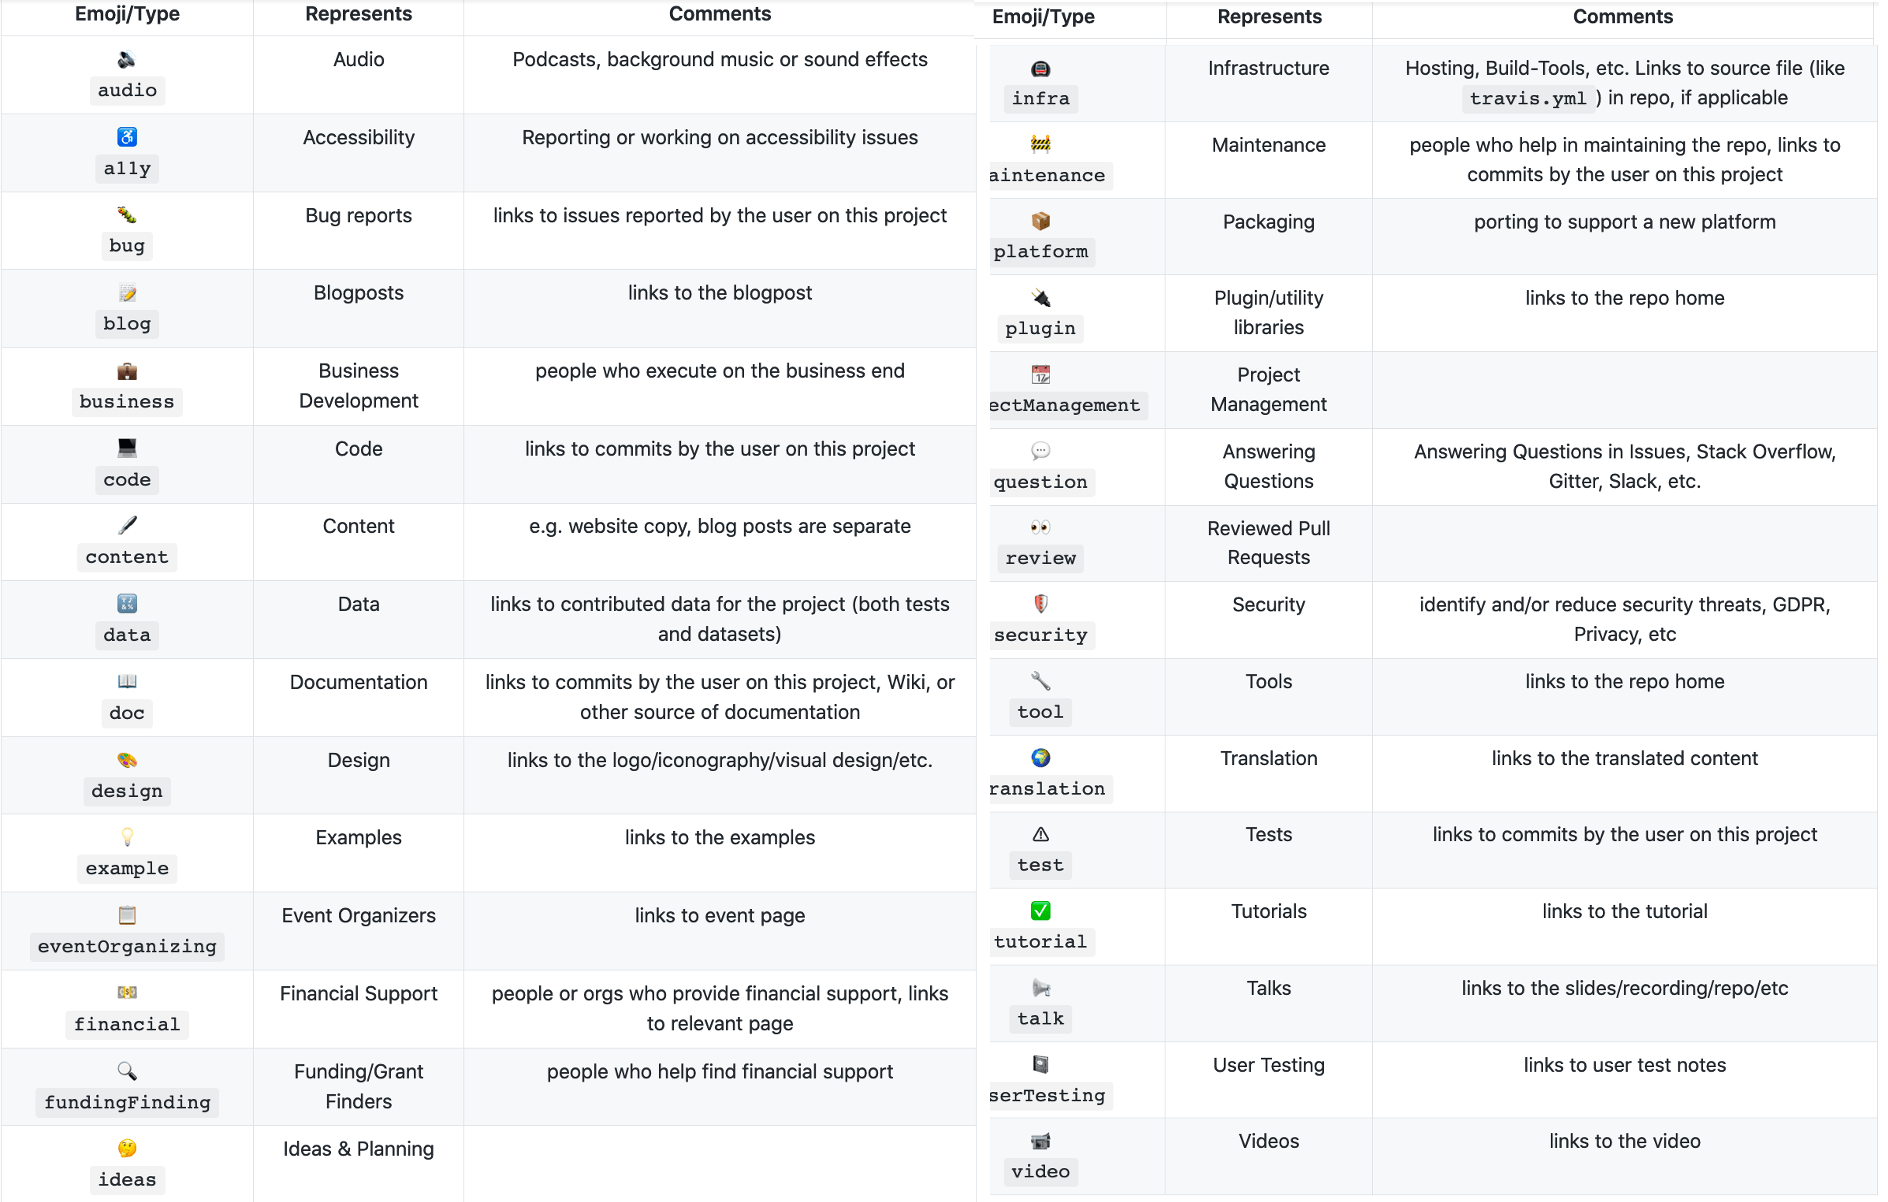 Emoji/Type Represents Comments
Audio Podcasts, background music or sound effects
audio
Accessibility Reporting or working on accessibility issues
a11y
Bug reports links to issues reported by the user on this project
bug
Blogposts links to the blogpost
blog
Business people who execute on the business end
business Development
Code links to commits by the user on this project
code
Content e.g. website copy, blog posts are separate
content
Data links to contributed data for the project (both tests
data and datasets)
Documentation links to commits by the user on this project, Wiki, or
doc other source of documentation
Design links to the logo/iconography/visual design/etc.
design
Examples links to the examples
example
Event Organizers links to event page
eventOrganizing
Financial Support people or orgs who provide financial support, links
financial to relevant page
Funding/Grant people who help find financial support
fundingFinding Finders
Ideas & Planning
ideas
Emoji/Type Represents Comments
Infrastructure Hosting, Build-Tools, etc. Links to source file (like
infra travis.yml ) in repo, if applicable
Maintenance people who help in maintaining the repo, links to
aintenance commits by the user on this project
Packaging porting to support a new platform
platform
Plugin/utility links to the repo home
plugin libraries
Project
ectManagement Management
Answering Answering Questions in Issues, Stack Overflow,
question Questions Gitter, Slack, etc.
Reviewed Pull
review Requests
Security identify and/or reduce security threats, GDPR,
security Privacy, etc
Tools links to the repo home
tool
Translation links to the translated content
ranslation
Tests links to commits by the user on this project
test
Tutorials links to the tutorial
tutorial
Talks links to the slides/recording/repo/etc
talk
User Testing links to user test notes
serTesting
Videos links to the video
video